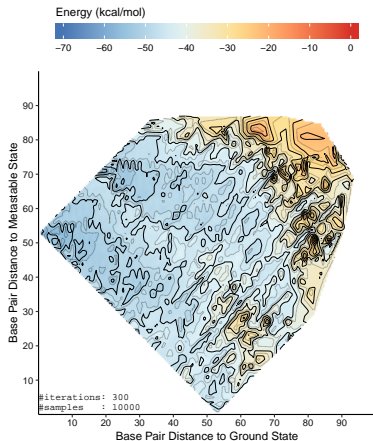 Energy (kcal/mol)
-70 -60 -50 -40 -30 -20 -10 0
Base Pair Distance to Metastable State
90
80
70
60
50
40
30
20
10
#iterations: 300
#samples   : 10000
10 20 30 40 50 60 70 80 90
Base Pair Distance to Ground State